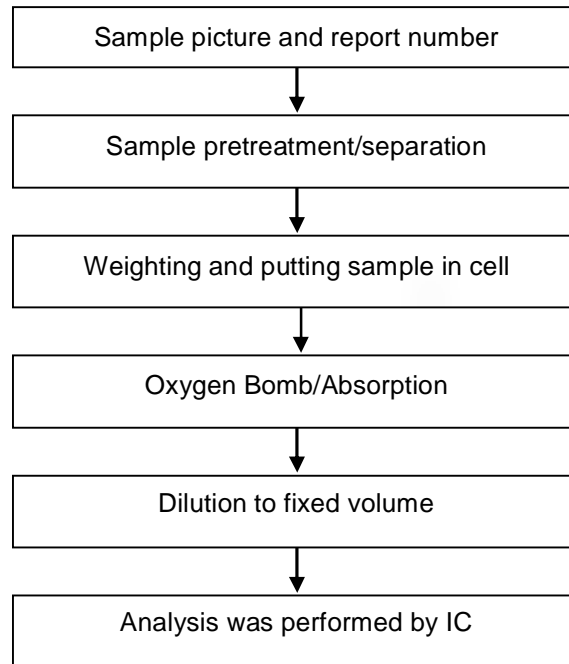 Sample picture and report number
Sample pretreatment/separation
Weighting and putting sample in cell
Oxygen Bomb/Absorption
Dilution to fixed volume
Analysis was performed by IC